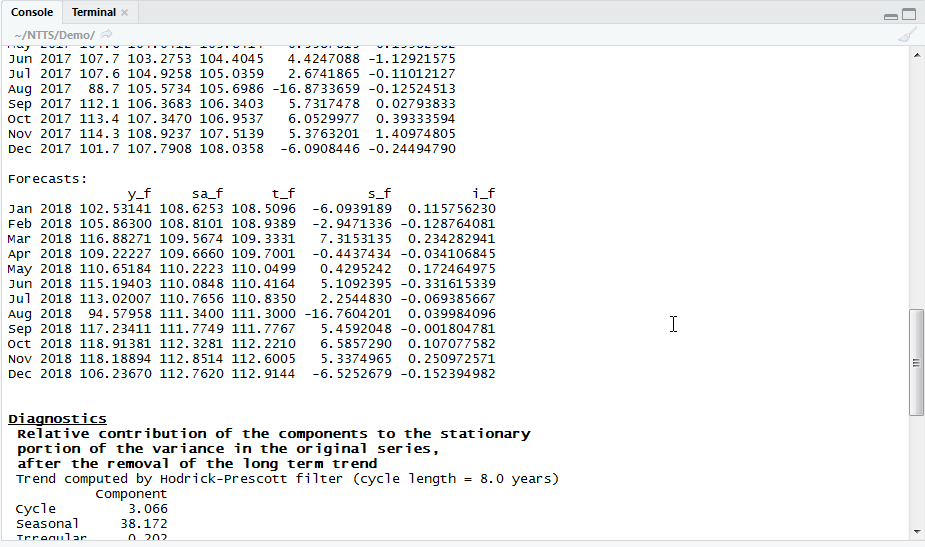 Console Terminal ×
~/NTTS/Demo/
May 2017
Jun 2017 107.7 103.2753 104.4045 4.4247088 -1.12921575
Jul 2017 107.6 104.9258 105.0359 2.6741865 -0.11012127
Aug 2017 88.7 105.5734 105.6986 -16.8733659 -0.12524513
Sep 2017 112.1 106.3683 106.3403 5.7317478 0.02793833
Oct 2017 113.4 107.3470 106.9537 6.0529977 0.39333594
Nov 2017 114.3 108.9237 107.5139 5.3763201 1.40974805
Dec 2017 101.7 107.7908 108.0358 -6.0908446 -0.24494790
Forecasts:
y_f sa_f t_f s_f i_f
Jan 2018 102.53141 108.6253 108.5096 -6.0939189 0.115756230
Feb 2018 105.86300 108.8101 108.9389 -2.9471336 -0.128764081
Mar 2018 116.88271 109.5674 109.3331 7.3153135 0.234282941
Apr 2018 109.22227 109.6660 109.7001 -0.4437434 -0.034106845
May 2018 110.65184 110.2223 110.0499 0.4295242 0.172464975
Jun 2018 115.19403 110.0848 110.4164 5.1092395 -0.331615339
Jul 2018 113.02007 110.7656 110.8350 2.2544830 -0.069385667
Aug 2018 94.57958 111.3400 111.3000 -16.7604201 0.039984096
Sep 2018 117.23411 111.7749 111.7767 5.4592048 -0.001804781
Oct 2018 118.91381 112.3281 112.2210 6.5857290 0.107077582
Nov 2018 118.18894 112.8514 112.6005 5.3374965 0.250972571
Dec 2018 106.23670 112.7620 112.9144 -6.5252679 -0.152394982
Diagnostics
Relative contribution of the components to the stationary
portion of the variance in the original series,
after the removal of the long term trend
Trend computed by Hodrick-Prescott filter (cycle length = 8.0 years)
Component
Cycle 3.066
Seasonal 38.172
Irregular 0.202